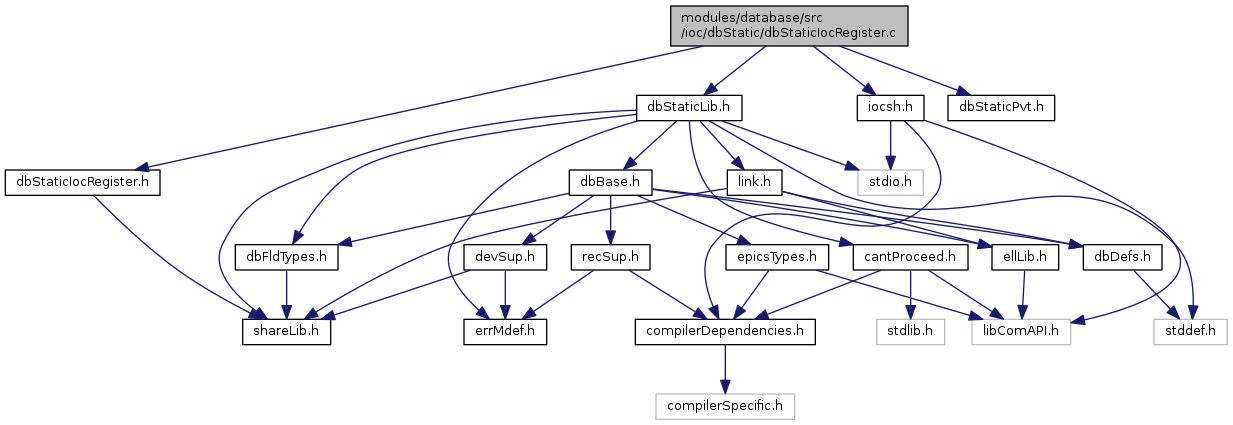 modules/database/src
/ioc/dbStatic/dbStaticIocRegister.c
dbStaticLib.h
iocsh.h
dbStaticPvt.h
dbStaticIocRegister.h
dbBase.h
link.h
stdio.h
dbFldTypes.h
devSup.h
recSup.h
epicsTypes.h
cantProceed.h
ellLib.h
dbDefs.h
shareLib.h
errMdef.h
compilerDependencies.h
stdlib.h
libComAPI.h
stddef.h
compilerSpecific.h